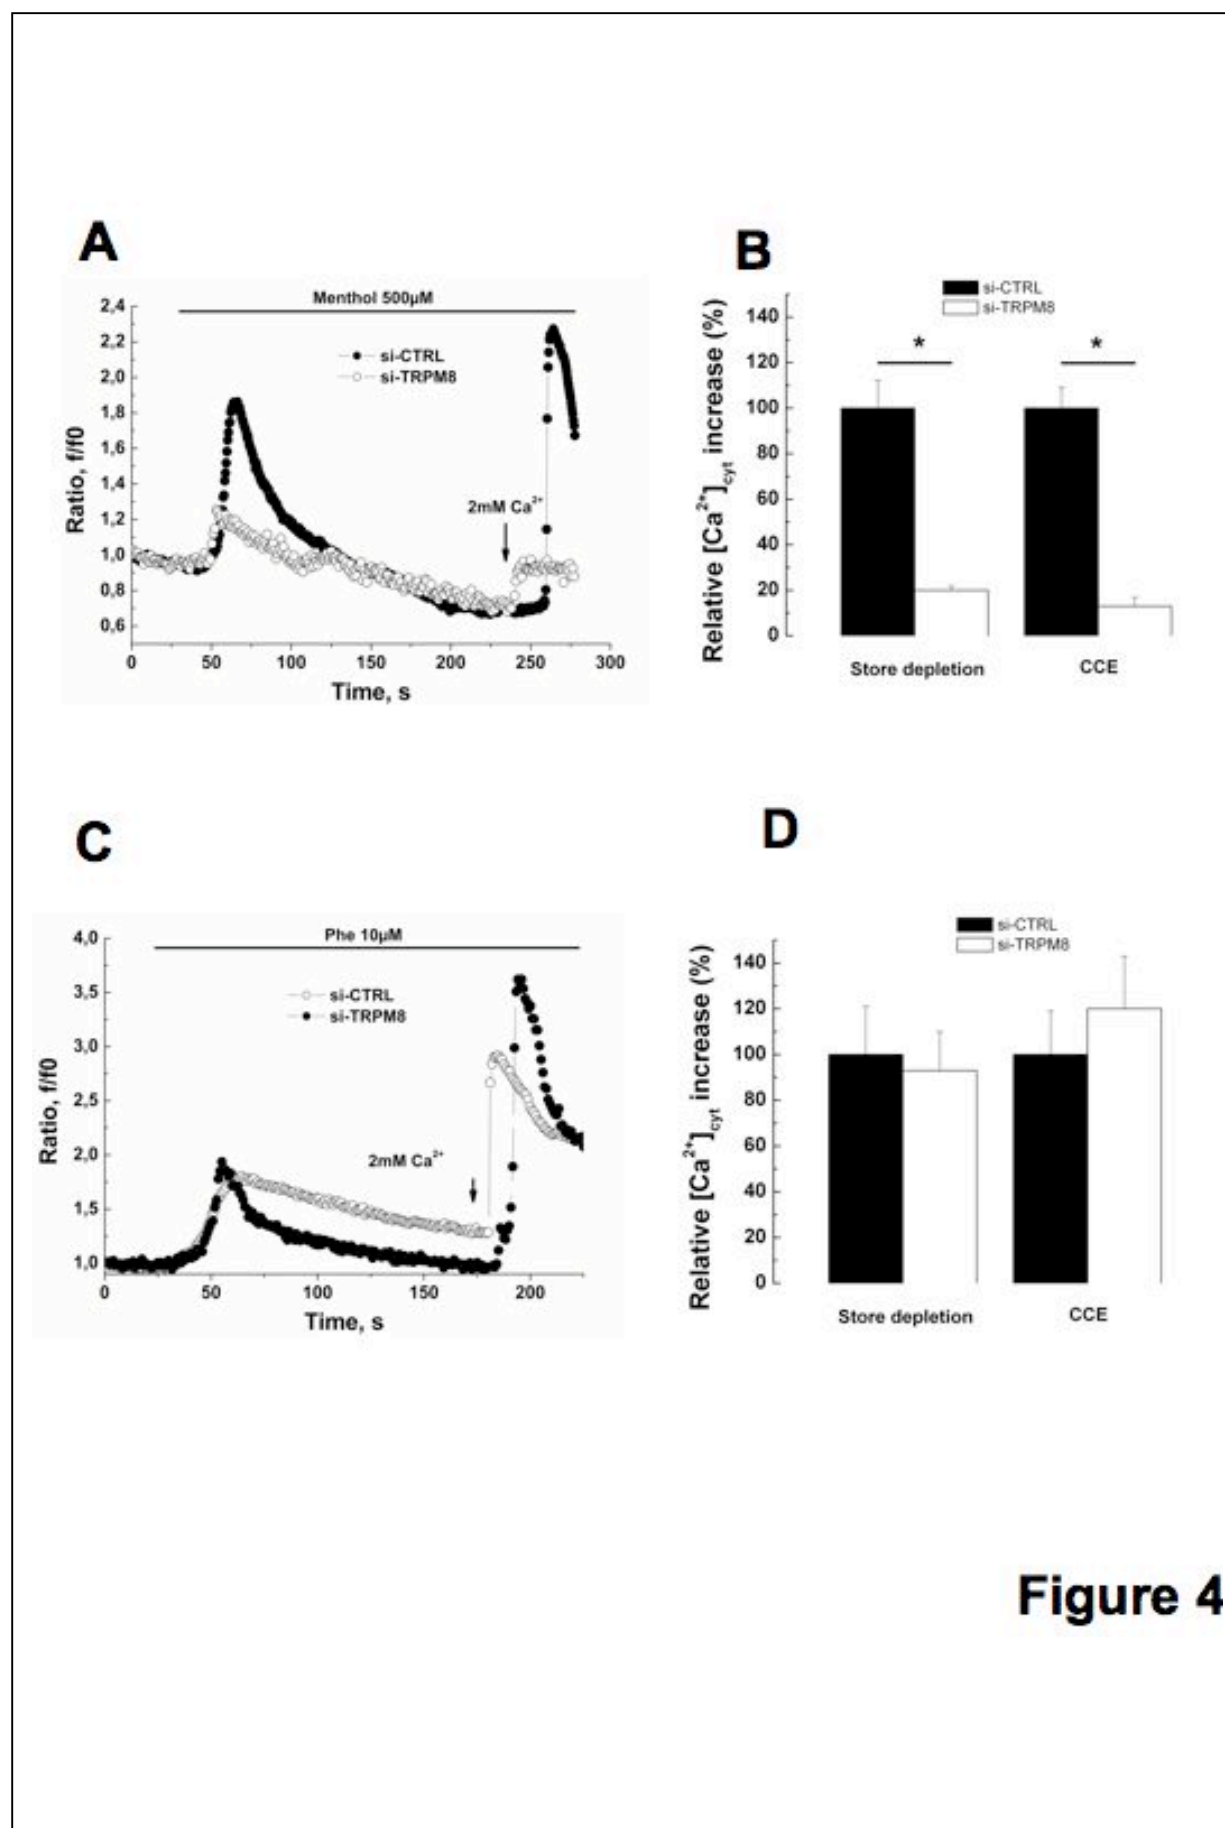 A
Menthol 500µM
si-CTRL
si-TRPM8
2mM Ca²⁺
2,4
2,2
2,0
1,8
1,6
1,4
1,2
1,0
0,8
0,6
Ratio, f/f0
0 50 100 150 200 250 300
Time, s
B
si-CTRL
si-TRPM8
* *
140
120
100
80
60
40
20
0
Relative [Ca²⁺]cyt increase (%)
Store depletion CCE
C
Phe 10µM
si-CTRL
si-TRPM8
2mM Ca²⁺
4,0
3,5
3,0
2,5
2,0
1,5
1,0
Ratio, f/f0
0 50 100 150 200
Time, s
D
si-CTRL
si-TRPM8
140
120
100
80
60
40
20
0
Relative [Ca²⁺]cyt increase (%)
Store depletion CCE
Figure 4